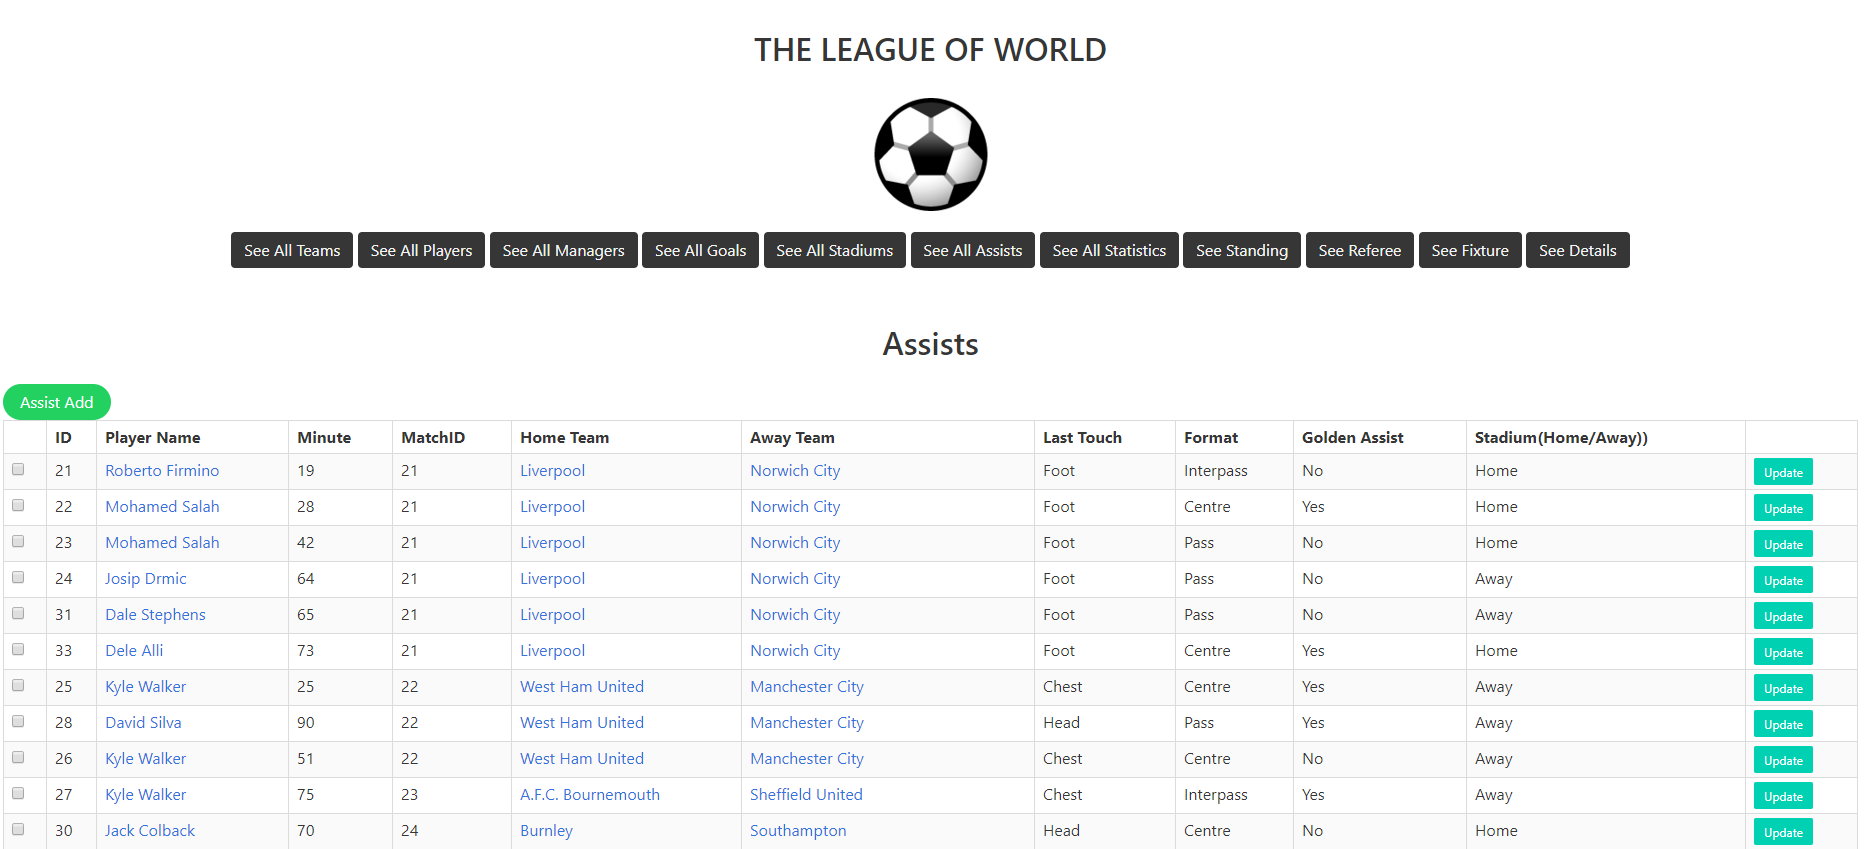 THE LEAGUE OF WORLD
See All Teams See All Players See All Managers See All Goals See All Stadiums See All Assists See All Statistics See Standing See Referee See Fixture See Details
Assists
Assist Add
ID Player Name Minute MatchID Home Team Away Team Last Touch Format Golden Assist Stadium(Home/Away))
21 Roberto Firmino 19 21 Liverpool Norwich City Foot Interpass No Home Update
22 Mohamed Salah 28 21 Liverpool Norwich City Foot Centre Yes Home Update
23 Mohamed Salah 42 21 Liverpool Norwich City Foot Pass No Home Update
24 Josip Drmic 64 21 Liverpool Norwich City Foot Pass No Away Update
31 Dale Stephens 65 21 Liverpool Norwich City Foot Pass No Away Update
33 Dele Alli 73 21 Liverpool Norwich City Foot Centre Yes Home Update
25 Kyle Walker 25 22 West Ham United Manchester City Chest Centre Yes Away Update
28 David Silva 90 22 West Ham United Manchester City Head Pass Yes Away Update
26 Kyle Walker 51 22 West Ham United Manchester City Chest Centre No Away Update
27 Kyle Walker 75 23 A.F.C. Bournemouth Sheffield United Chest Interpass Yes Away Update
30 Jack Colback 70 24 Burnley Southampton Head Centre No Home Update